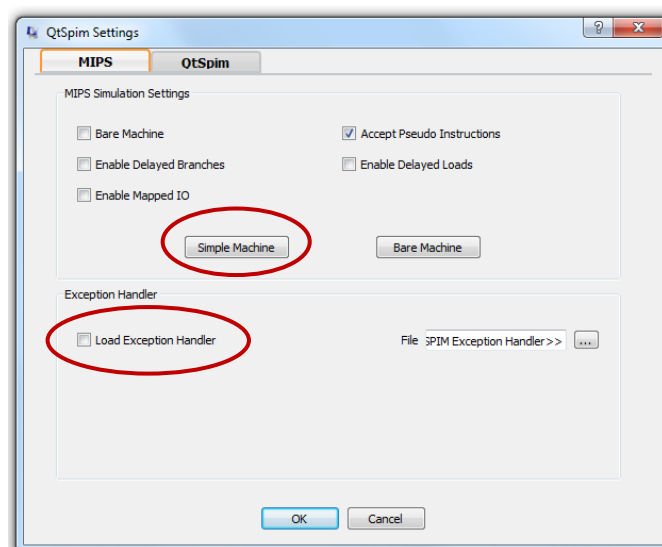 QtSpim Settings
?
MIPS QtSpim
MIPS Simulation Settings
Bare Machine Accept Pseudo Instructions
Enable Delayed Branches Enable Delayed Loads
Enable Mapped IO
Simple Machine Bare Machine
Exception Handler
Load Exception Handler File SPIM Exception Handler>> ...
OK Cancel